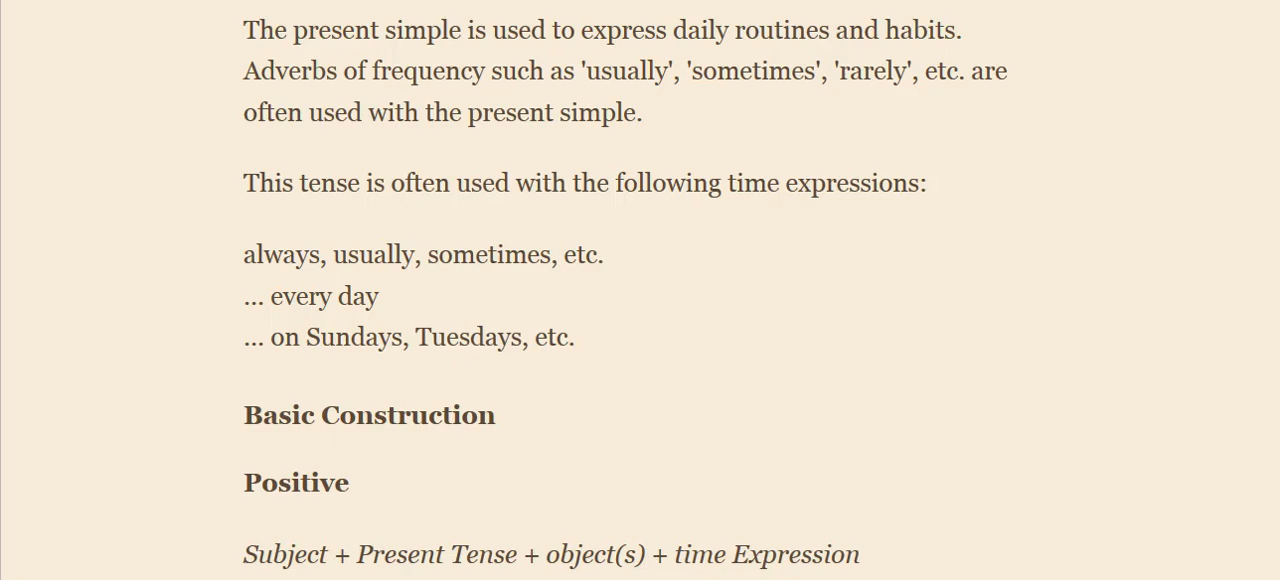 The present simple is used to express daily routines and habits.
Adverbs of frequency such as 'usually', 'sometimes', 'rarely', etc. are
often used with the present simple.
This tense is often used with the following time expressions:
always, usually, sometimes, etc.
... every day
... on Sundays, Tuesdays, etc.
Basic Construction
Positive
Subject + Present Tense + object(s) + time Expression